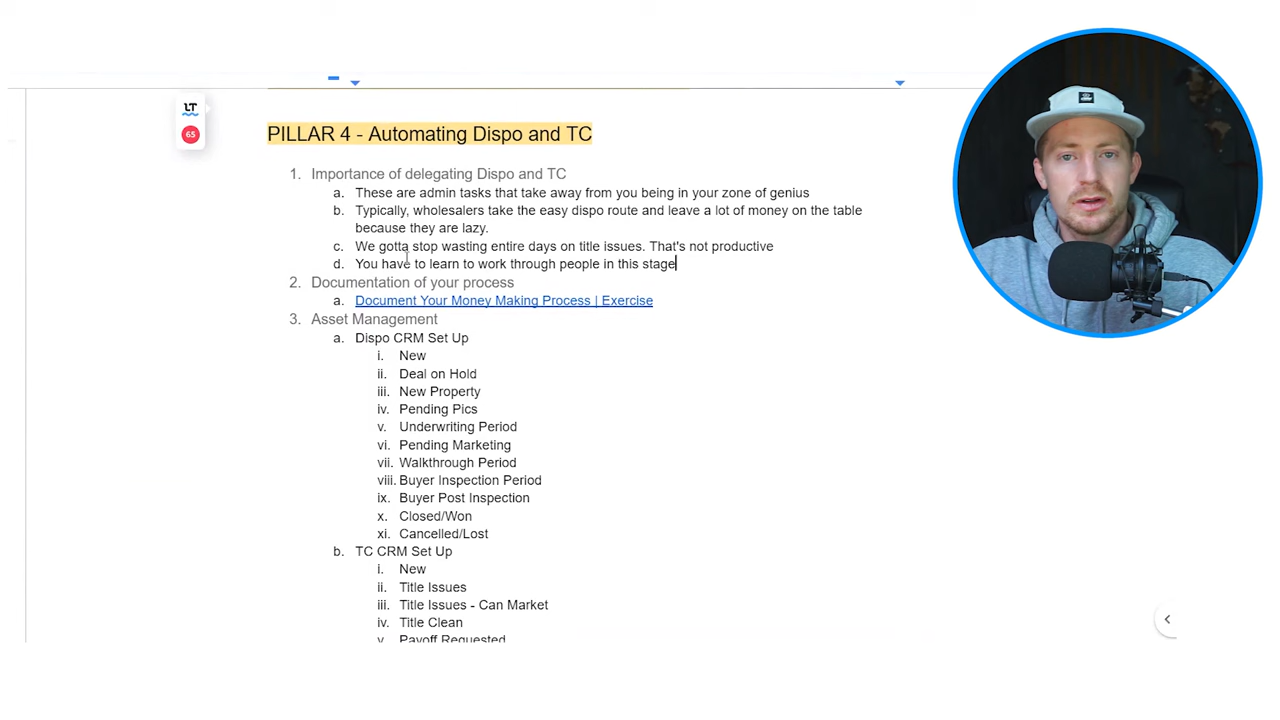 LT
65
PILLAR 4 - Automating Dispo and TC
1. Importance of delegating Dispo and TC
a. These are admin tasks that take away from you being in your zone of genius
b. Typically, wholesalers take the easy dispo route and leave a lot of money on the table
because they are lazy.
c. We gotta stop wasting entire days on title issues. That's not productive
d. You have to learn to work through people in this stage
2. Documentation of your process
a. Document Your Money Making Process | Exercise
3. Asset Management
a. Dispo CRM Set Up
i. New
ii. Deal on Hold
iii. New Property
iv. Pending Pics
v. Underwriting Period
vi. Pending Marketing
vii. Walkthrough Period
viii. Buyer Inspection Period
ix. Buyer Post Inspection
x. Closed/Won
xi. Cancelled/Lost
b. TC CRM Set Up
i. New
ii. Title Issues
iii. Title Issues - Can Market
iv. Title Clean
v. Payoff Requested